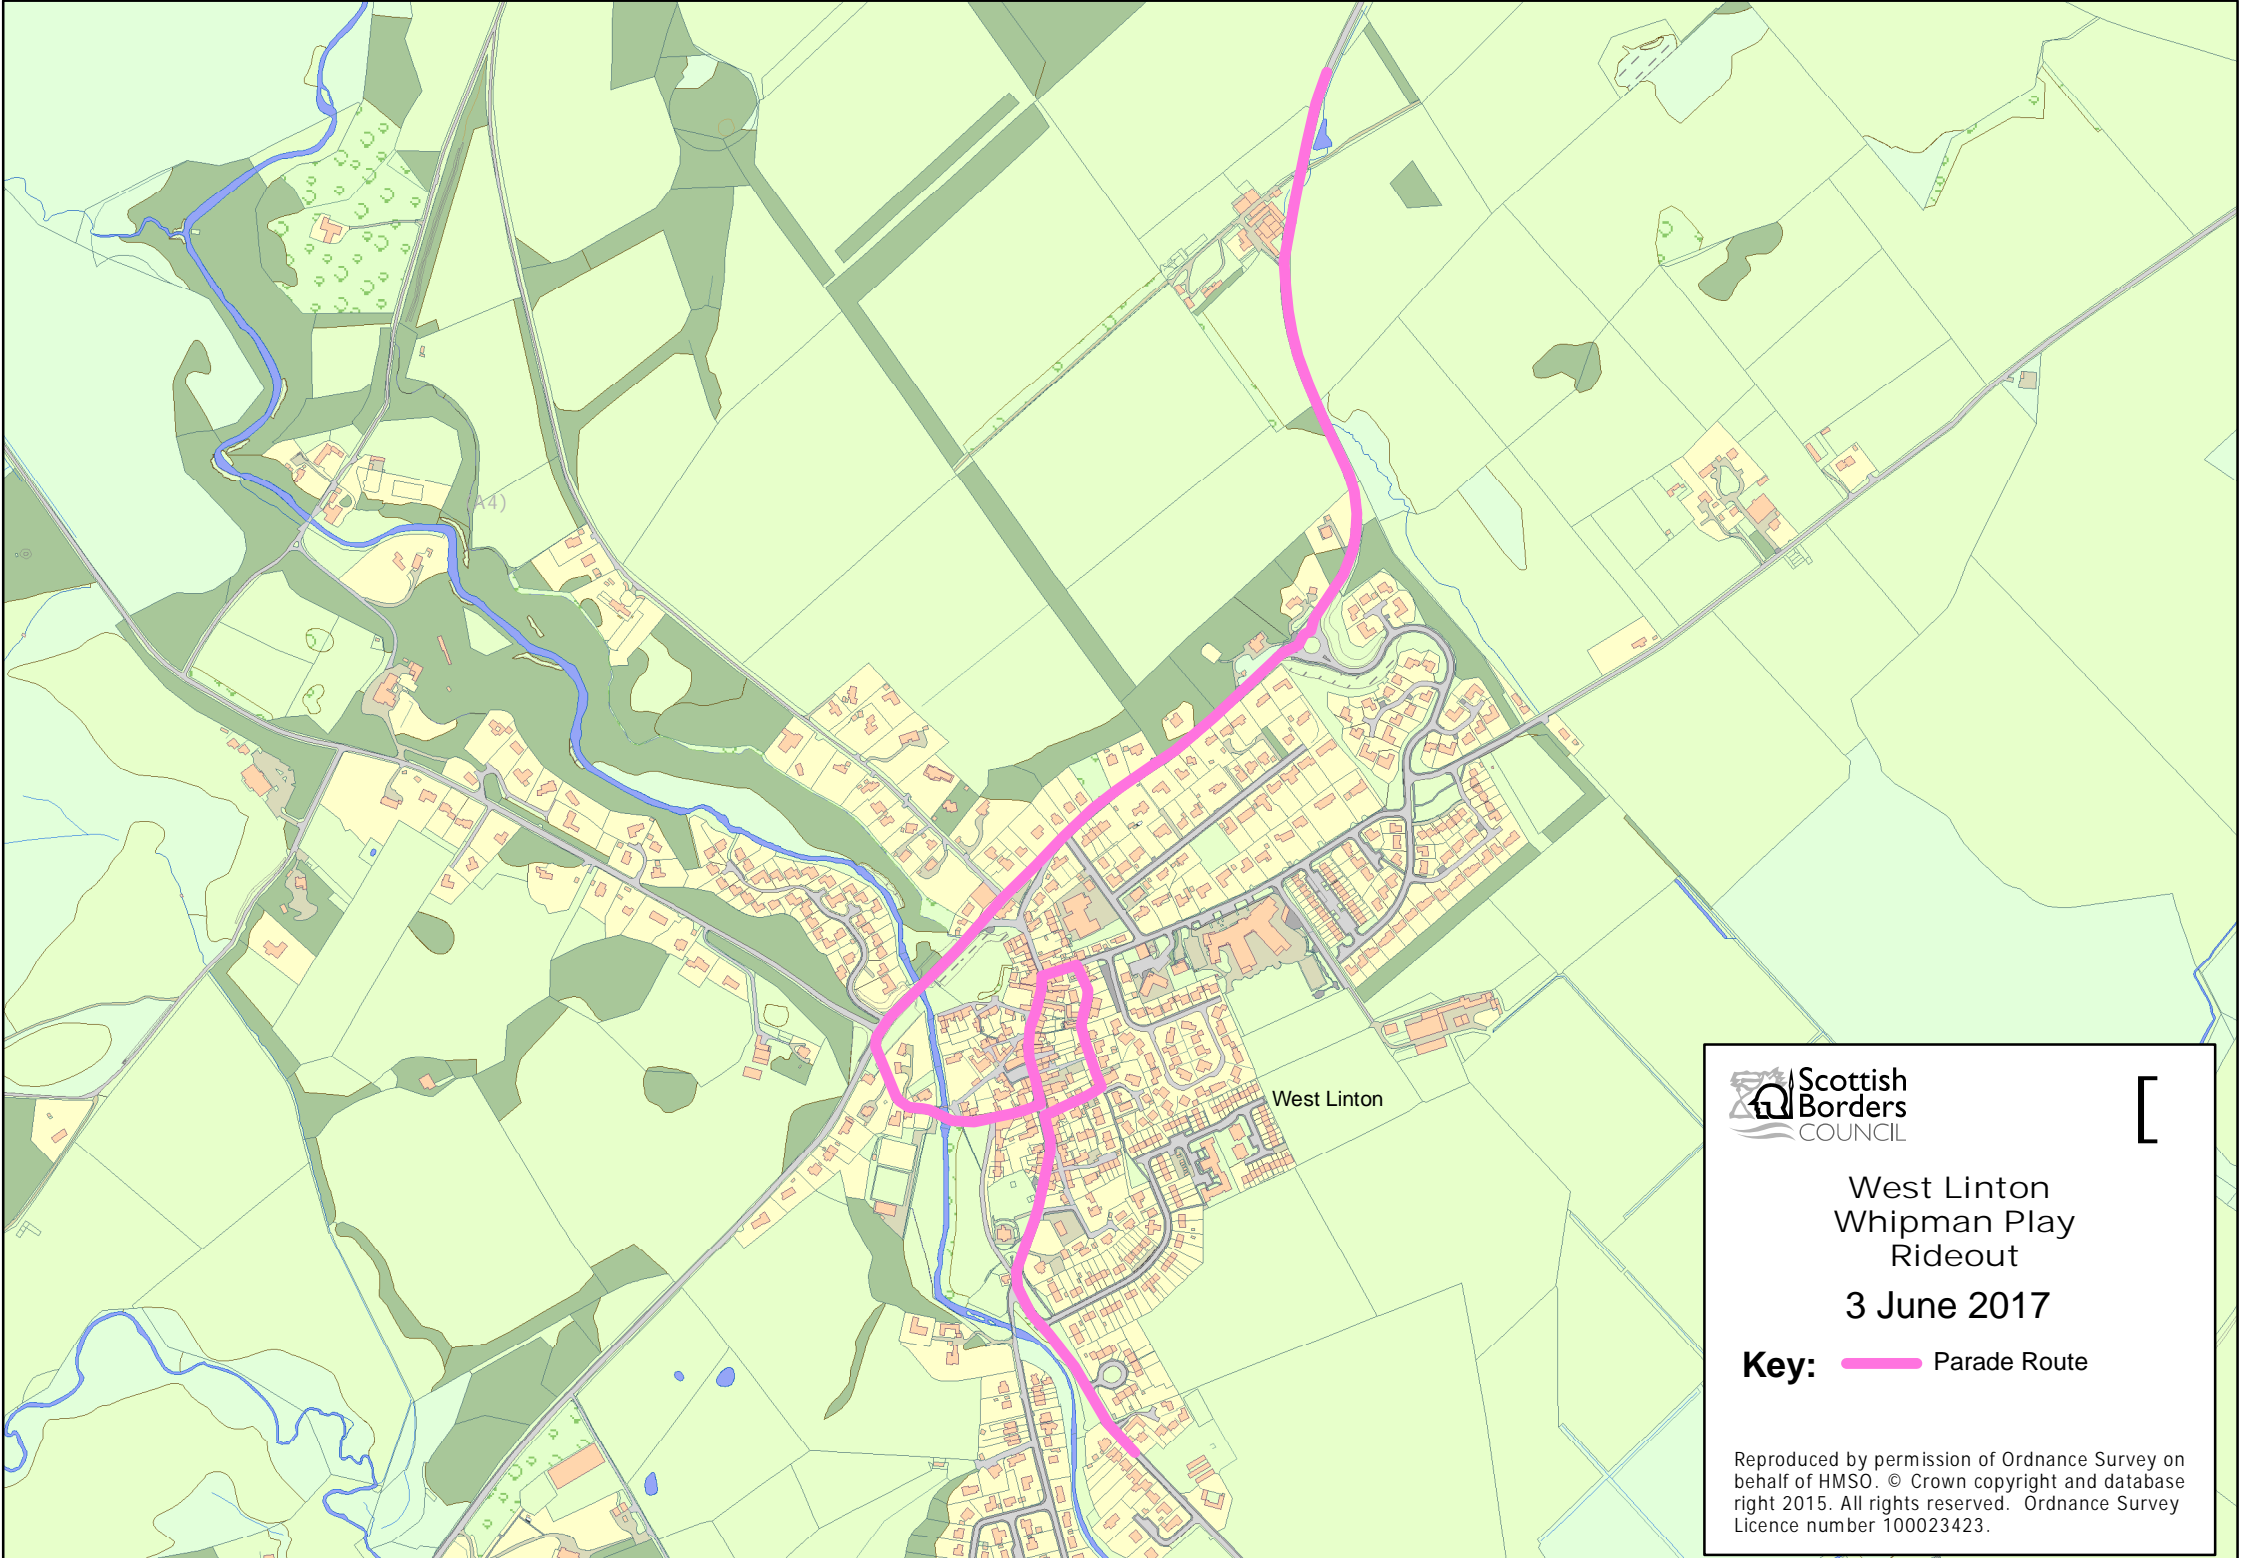 A4)
West Linton
Scottish
Borders
COUNCIL
[
West Linton
Whipman Play
Rideout
3 June 2017
Key: Parade Route
Reproduced by permission of Ordnance Survey on
behalf of HMSO. © Crown copyright and database
right 2015. All rights reserved. Ordnance Survey
Licence number 100023423.